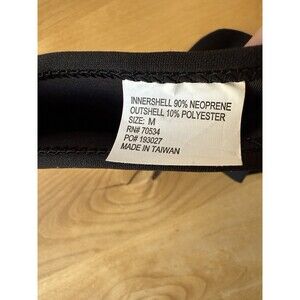 INNERSHELL 90% NEOPRENE
OUTSHELL 10% POLYESTER
SIZE: M
RN# 70534
PO# 193027
MADE IN TAIWAN